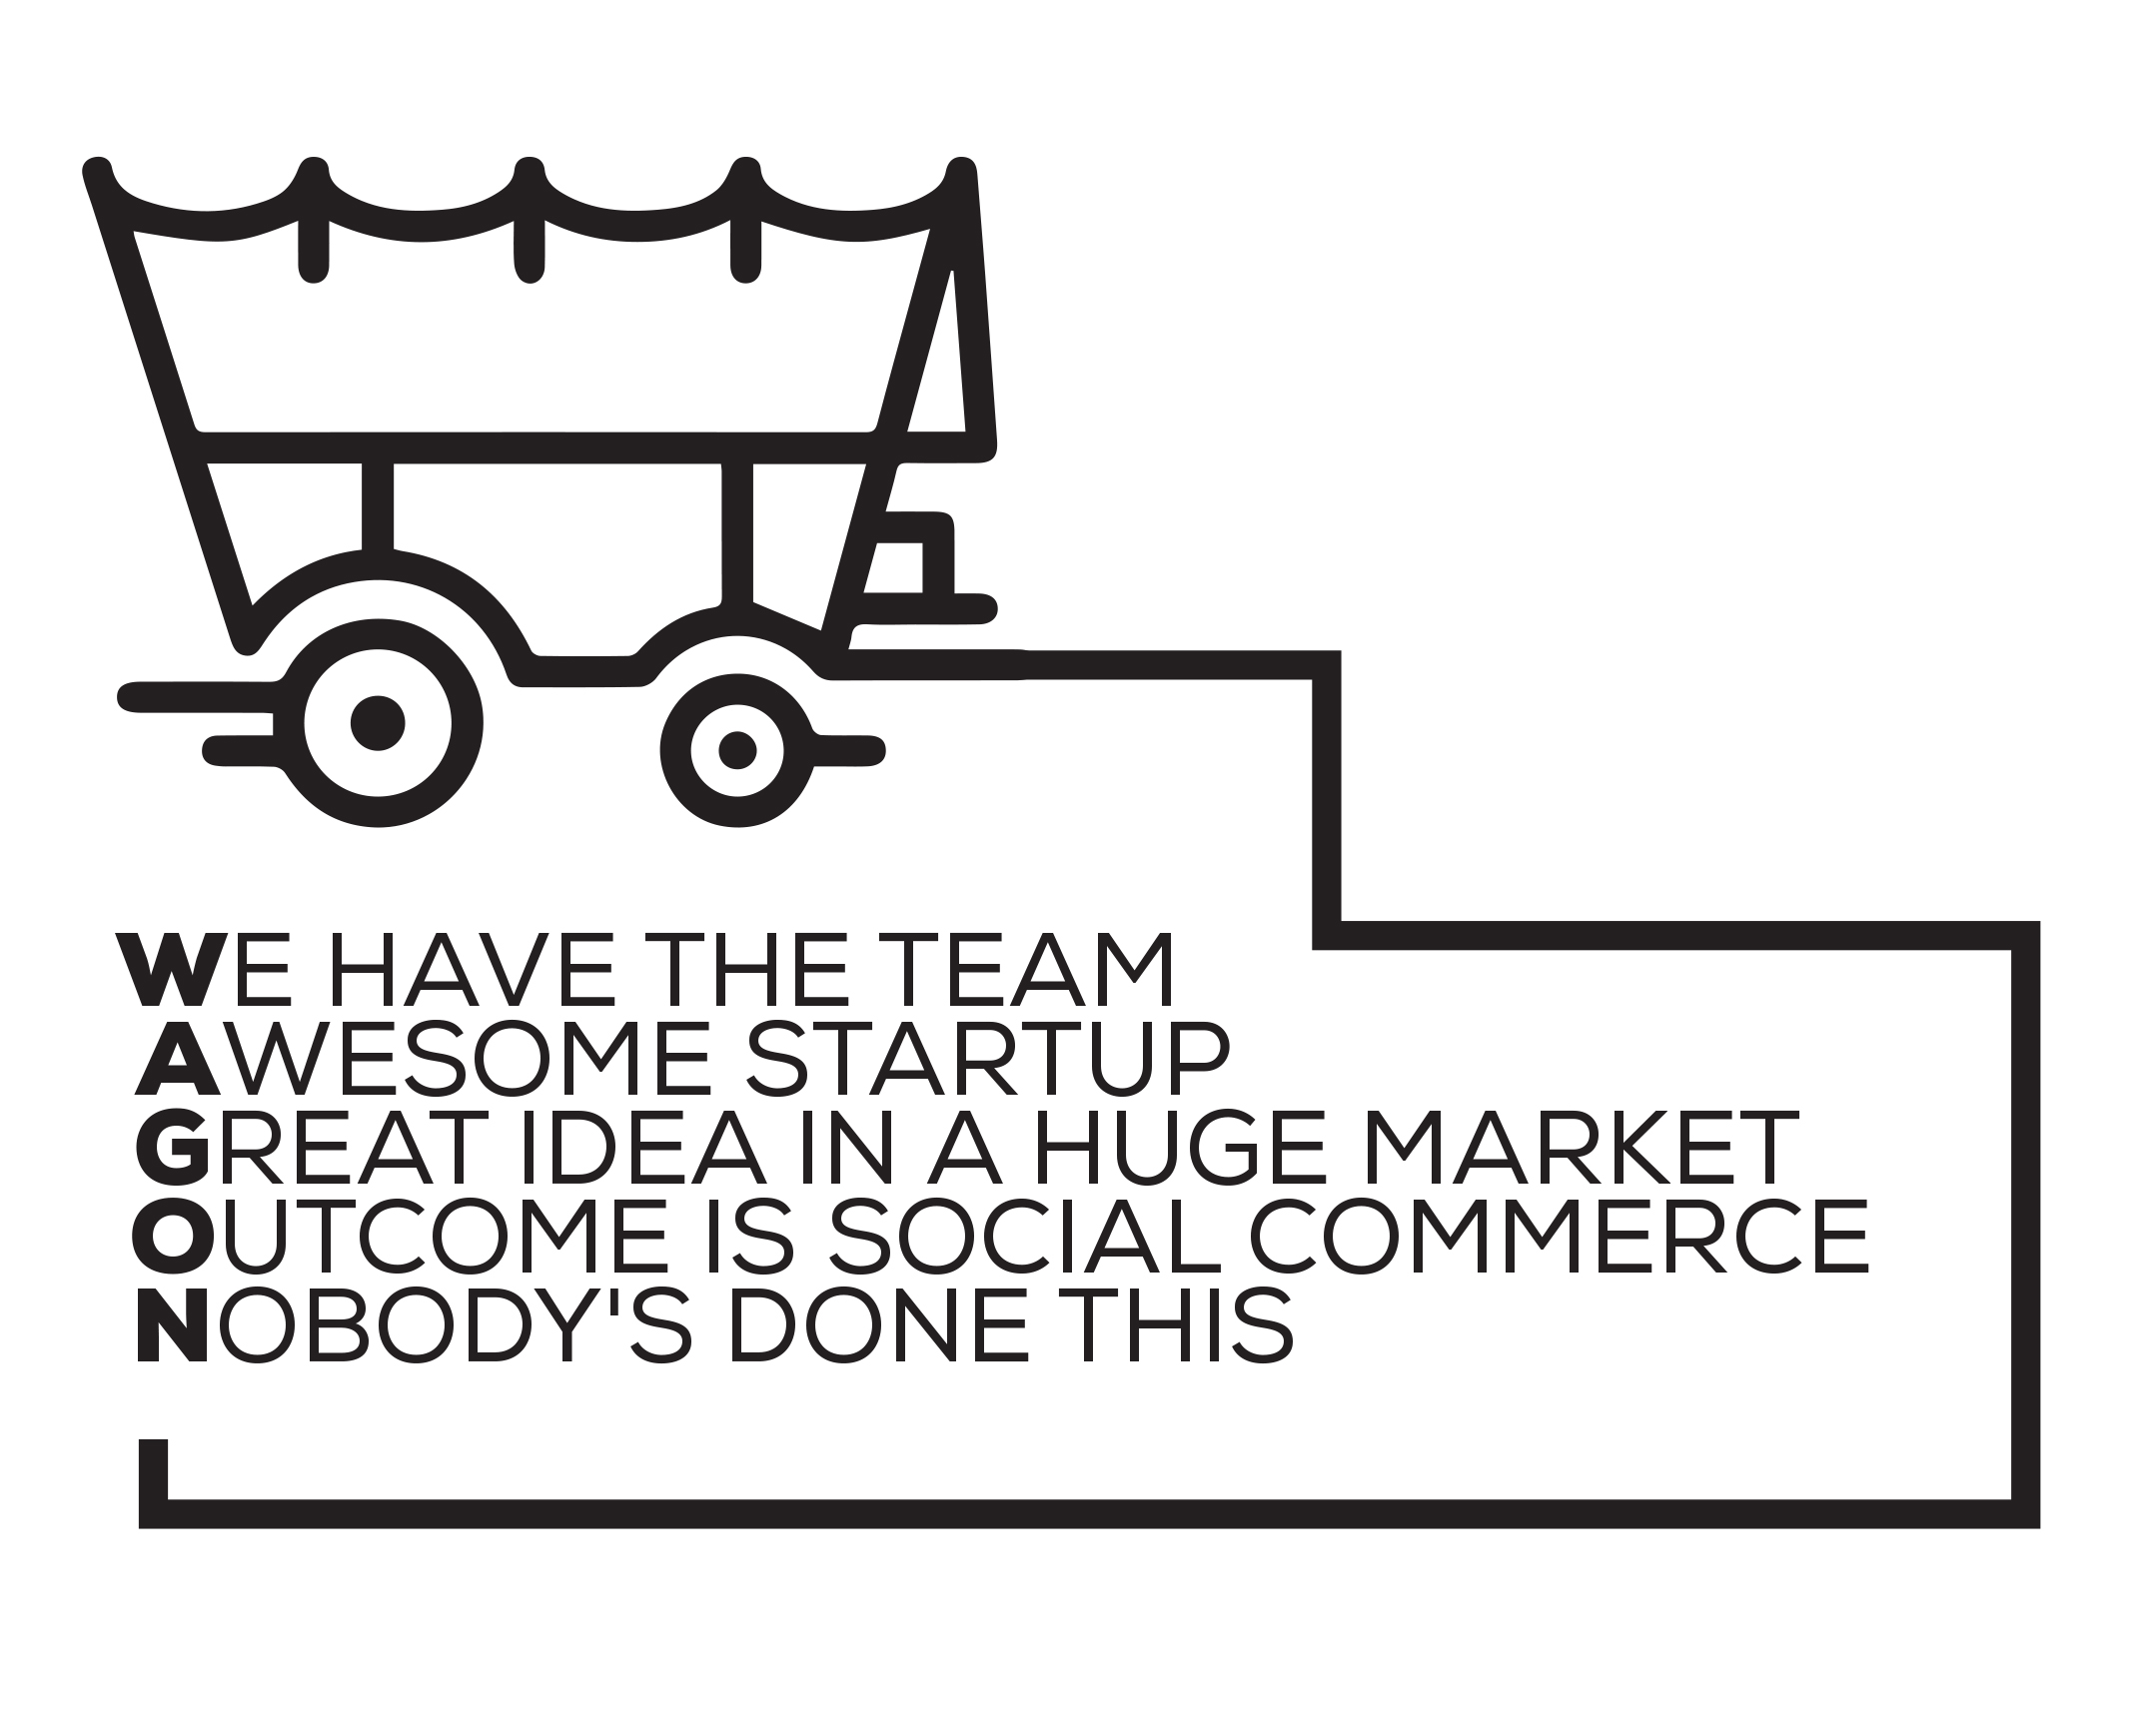 WE HAVE THE TEAM
AWESOME STARTUP
GREAT IDEA IN A HUGE MARKET
OUTCOME IS SOCIAL COMMERCE
NOBODY'S DONE THIS